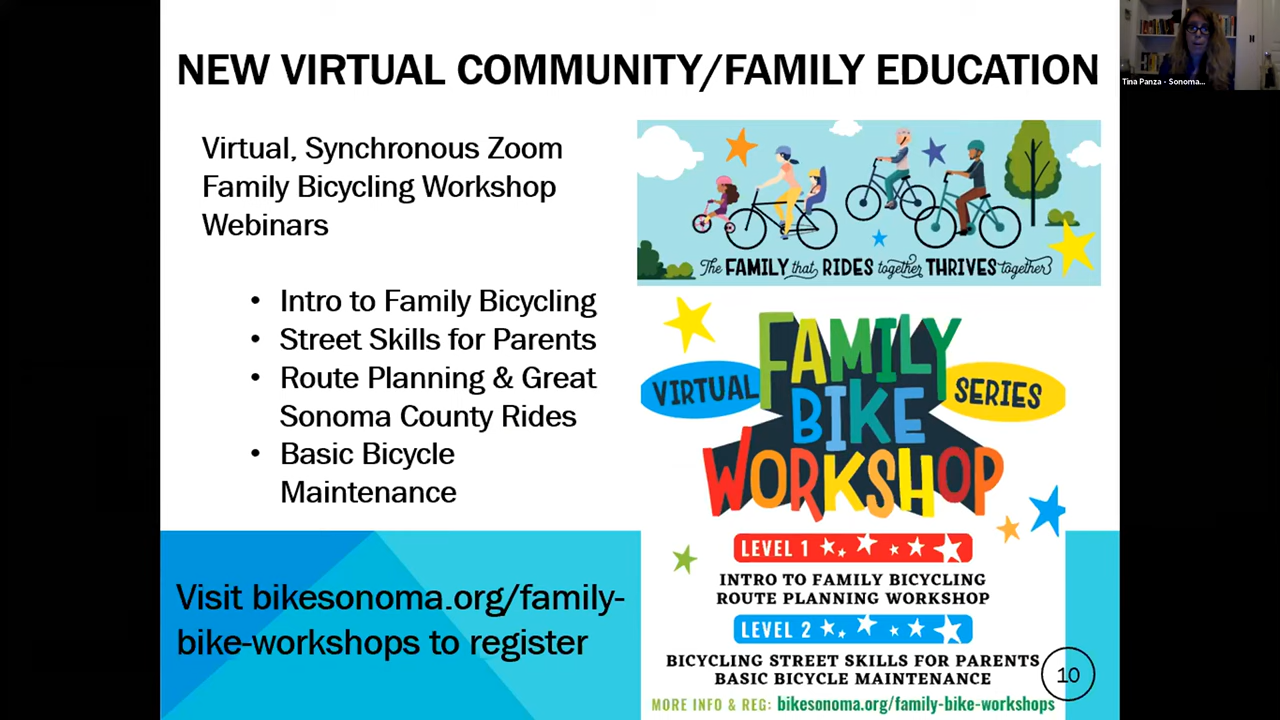 NEW VIRTUAL COMMUNITY/FAMILY EDUCATION
Tina Panza - Sonoma...
Virtual, Synchronous Zoom
Family Bicycling Workshop
Webinars
• Intro to Family Bicycling
• Street Skills for Parents
• Route Planning & Great
Sonoma County Rides
• Basic Bicycle
Maintenance
Visit bikesonoma.org/family-
bike-workshops to register
The FAMILY that RIDES together THRIVES together
VIRTUAL
FAMILY
BIKE
WORKSHOP
SERIES
LEVEL 1
INTRO TO FAMILY BICYCLING
ROUTE PLANNING WORKSHOP
LEVEL 2
BICYCLING STREET SKILLS FOR PARENTS
BASIC BICYCLE MAINTENANCE
10
MORE INFO & REG: bikesonoma.org/family-bike-workshops